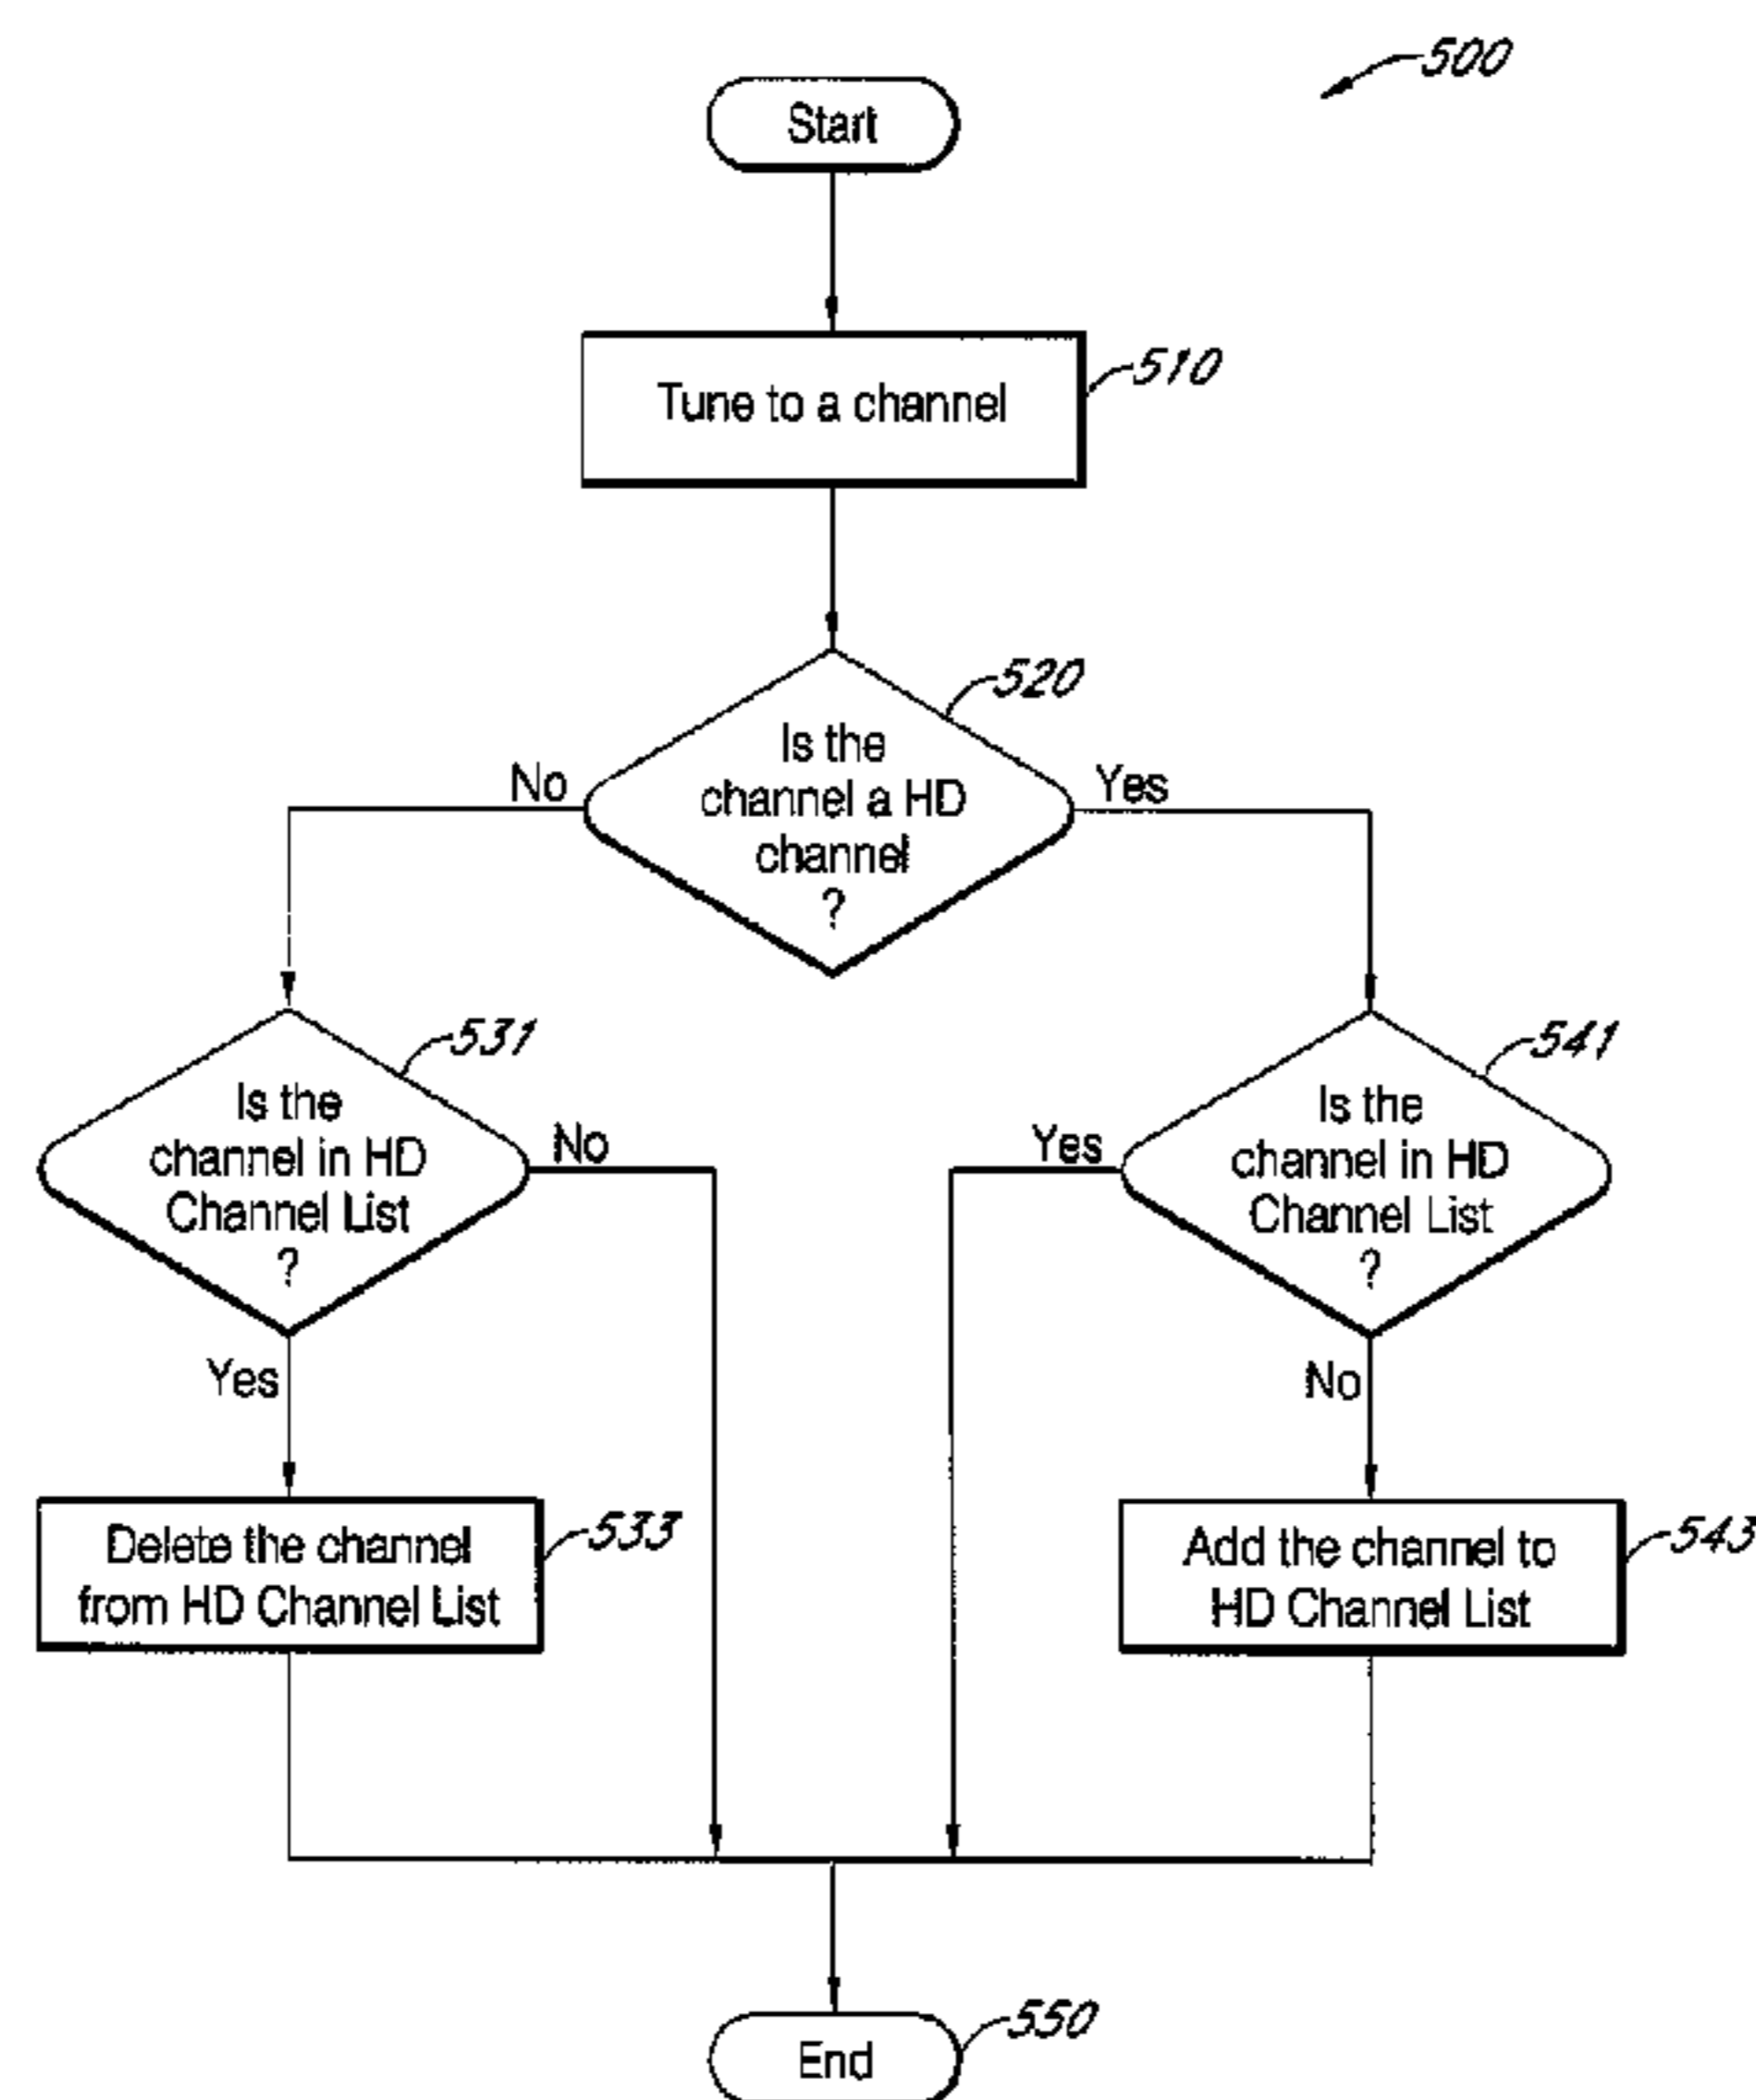 500
Start
Tune to a channel
510
520
Is the
channel a HD
channel
?
No
Yes
531
Is the
channel in HD
Channel List
?
No
Yes
541
Is the
channel in HD
Channel List
?
Yes
No
Delete the channel
from HD Channel List
533
Add the channel to
HD Channel List
543
End
550